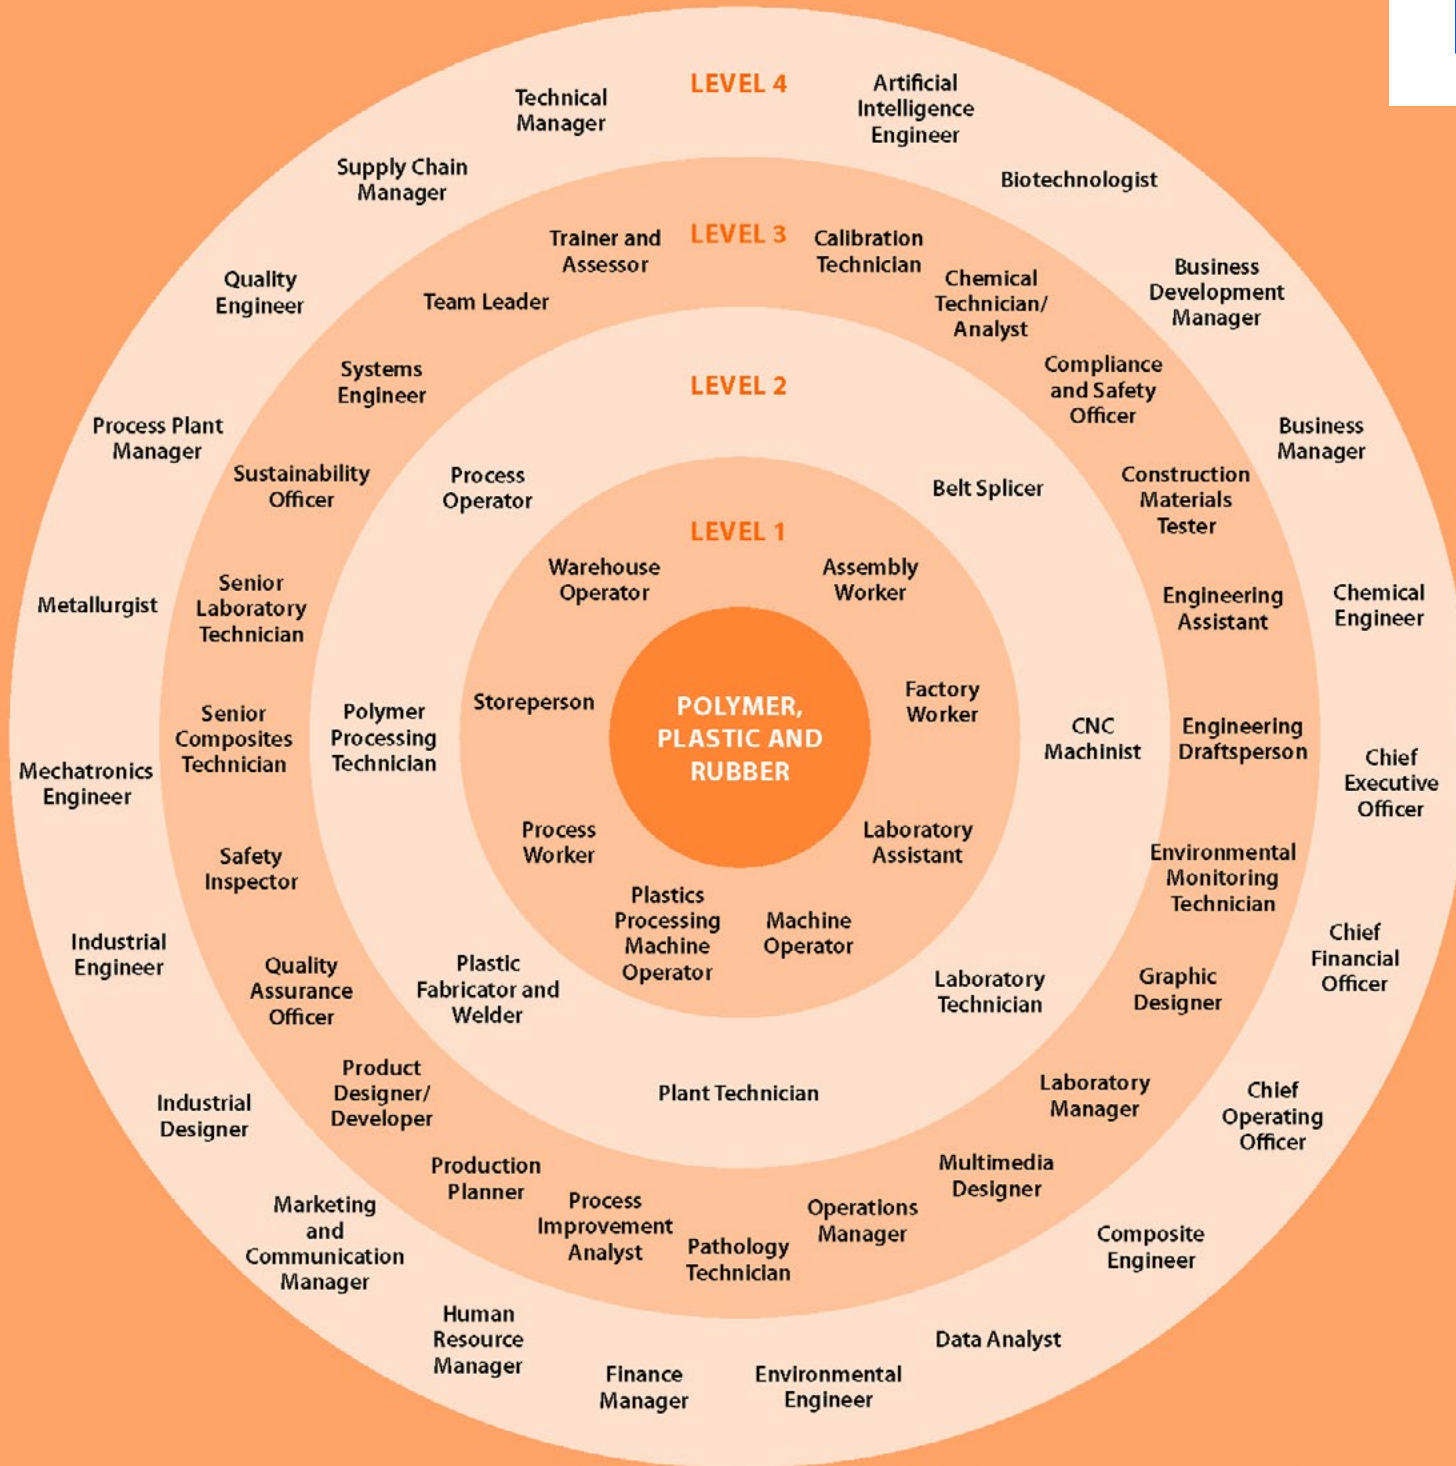 LEVEL 4
Artificial
Intelligence
Engineer
Biotechnologist
Business
Development
Manager
Business
Manager
Chemical
Engineer
Chief
Executive
Officer
Chief
Financial
Officer
Chief
Operating
Officer
Composite
Engineer
Data Analyst
Environmental
Engineer
Finance
Manager
Human
Resource
Manager
Marketing
and
Communication
Manager
Industrial
Designer
Industrial
Engineer
Mechatronics
Engineer
Metallurgist
Process Plant
Manager
Quality
Engineer
Supply Chain
Manager
Technical
Manager
LEVEL 3
Calibration
Technician
Chemical
Technician/
Analyst
Compliance
and Safety
Officer
Construction
Materials
Tester
Engineering
Assistant
Engineering
Draftsperson
Environmental
Monitoring
Technician
Graphic
Designer
Laboratory
Manager
Multimedia
Designer
Operations
Manager
Pathology
Technician
Process
Improvement
Analyst
Production
Planner
Product
Designer/
Developer
Quality
Assurance
Officer
Safety
Inspector
Senior
Composites
Technician
Senior
Laboratory
Technician
Sustainability
Officer
Systems
Engineer
Team Leader
Trainer and
Assessor
LEVEL 2
Belt Splicer
CNC
Machinist
Laboratory
Technician
Plant Technician
Plastic
Fabricator and
Welder
Polymer
Processing
Technician
Process
Operator
LEVEL 1
Assembly
Worker
Factory
Worker
Laboratory
Assistant
Machine
Operator
Plastics
Processing
Machine
Operator
Process
Worker
Storeperson
Warehouse
Operator
POLYMER,
PLASTIC AND
RUBBER